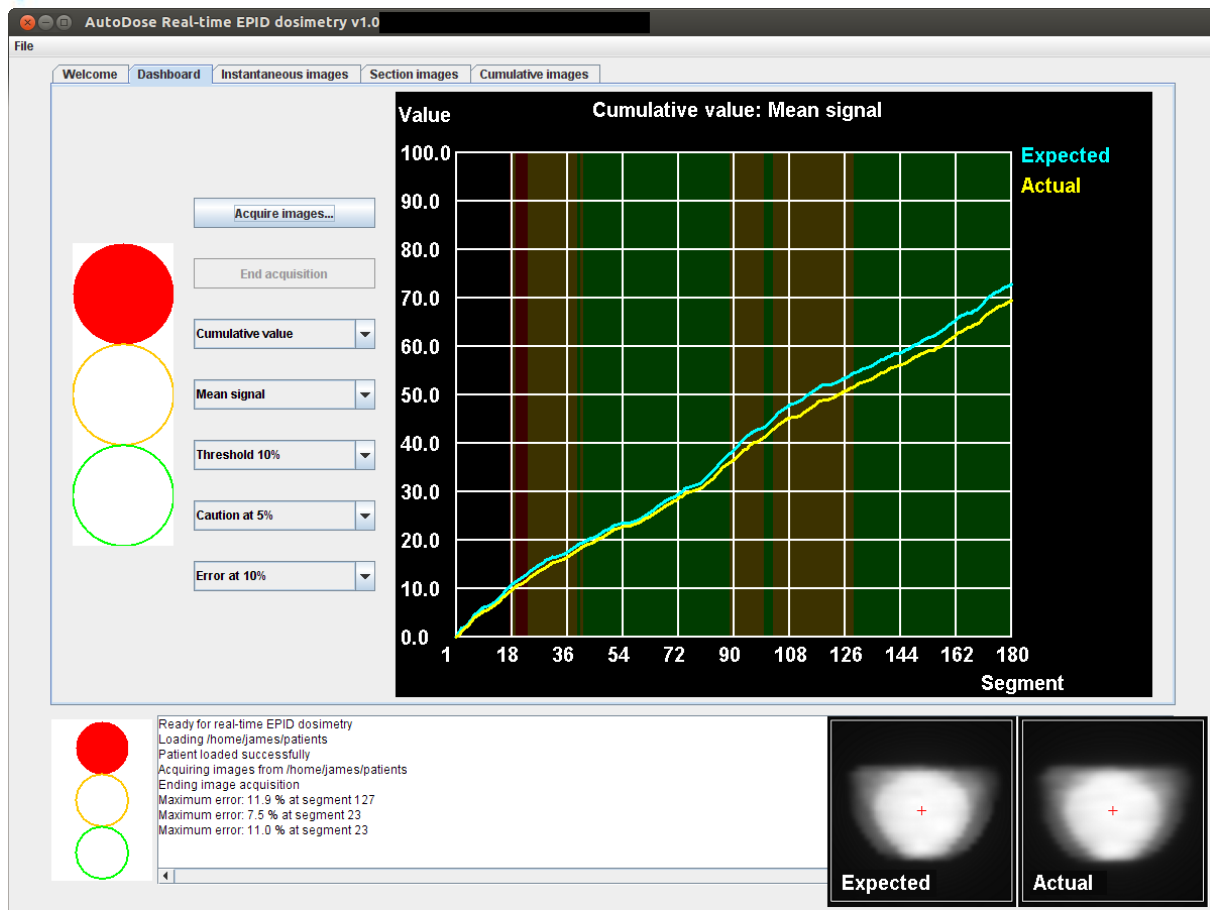 AutoDose Real-time EPID dosimetry v1.0
File
Welcome Dashboard Instantaneous images Section images Cumulative images
Acquire images...
End acquisition
Cumulative value
Mean signal
Threshold 10%
Caution at 5%
Error at 10%
Cumulative value: Mean signal
Value
100.0
90.0
80.0
70.0
60.0
50.0
40.0
30.0
20.0
10.0
0.0
1 18 36 54 72 90 108 126 144 162 180
Segment
Expected
Actual
Ready for real-time EPID dosimetry
Loading /home/james/patients
Patient loaded successfully
Acquiring images from /home/james/patients
Ending image acquisition
Maximum error: 11.9 % at segment 127
Maximum error: 7.5 % at segment 23
Maximum error: 11.0 % at segment 23
Expected
Actual